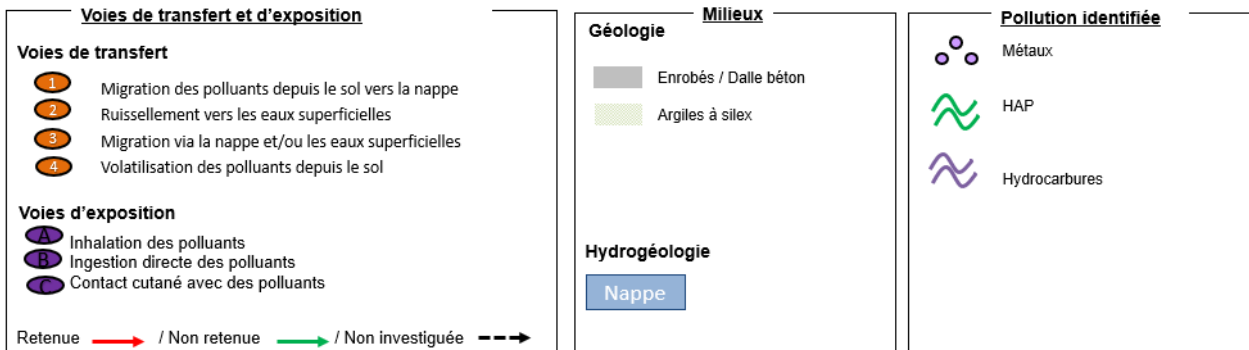 Voies de transfert et d'exposition
Voies de transfert
1 Migration des polluants depuis le sol vers la nappe
2 Ruissellement vers les eaux superficielles
3 Migration via la nappe et/ou les eaux superficielles
4 Volatilisation des polluants depuis le sol
Voies d'exposition
A Inhalation des polluants
B Ingestion directe des polluants
C Contact cutané avec des polluants
Retenue / Non retenue / Non investiguée
Milieux
Géologie
Enrobés / Dalle béton
Argiles à silex
Hydrogéologie
Nappe
Pollution identifiée
Métaux
HAP
Hydrocarbures